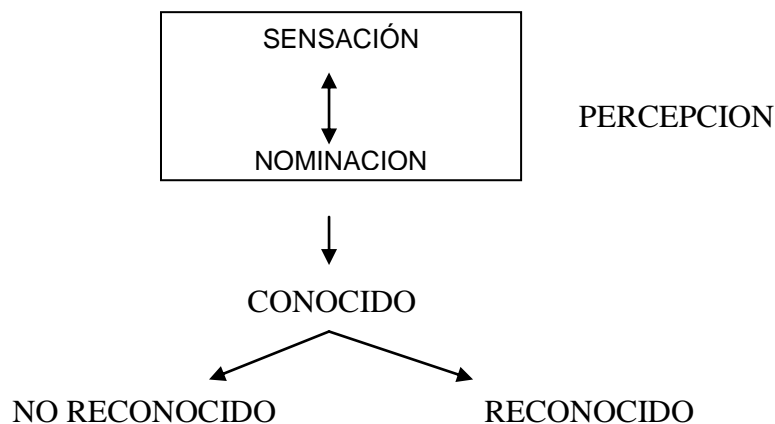 SENSACIÓN
PERCEPCION
NOMINACION
CONOCIDO
NO RECONOCIDO
RECONOCIDO